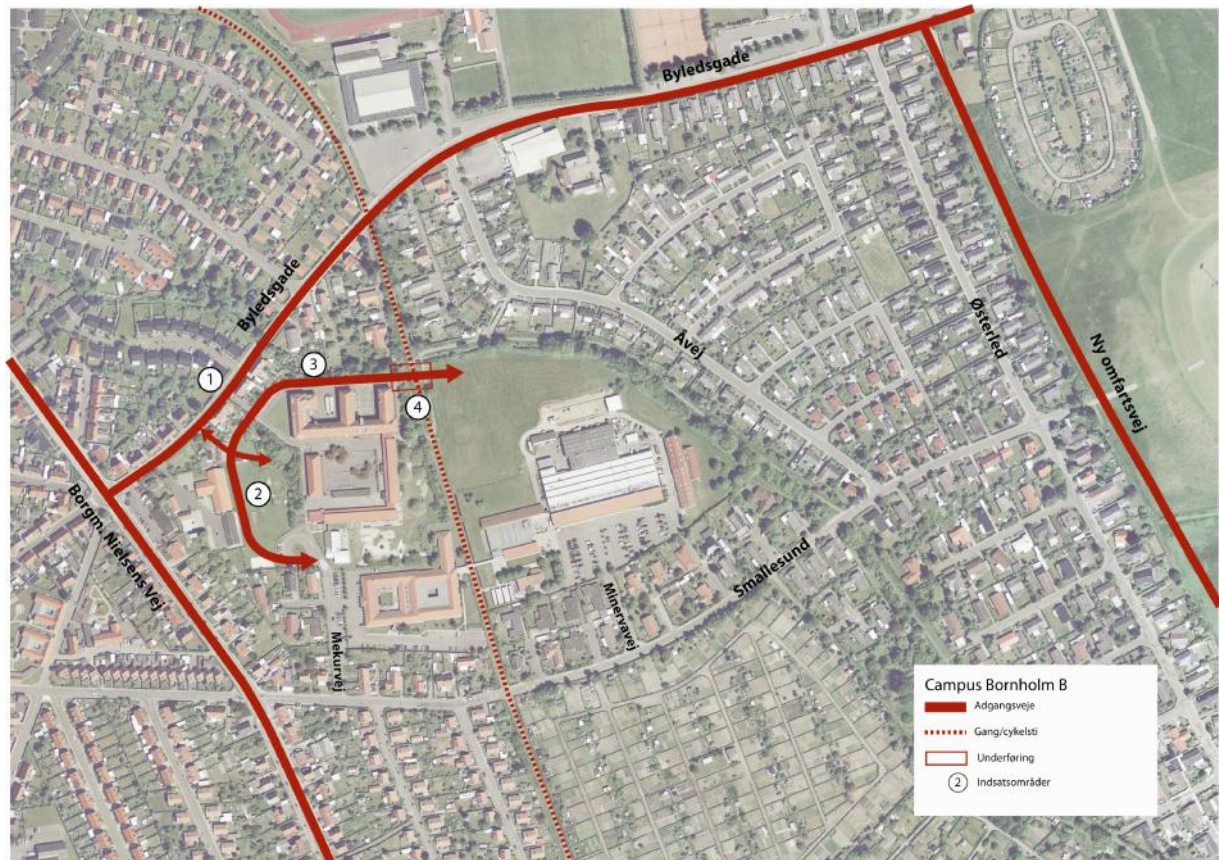 Byledsgade
Byledsgade
1
3
4
2
Åvej
Østerled
Ny omfartsvej
Borgm. Nielsens Vej
Mekurvej
Minervavej
Smallesund
Campus Bornholm B
Adgangsveje
Gang/cykelsti
Underføring
2 Indsatsområder